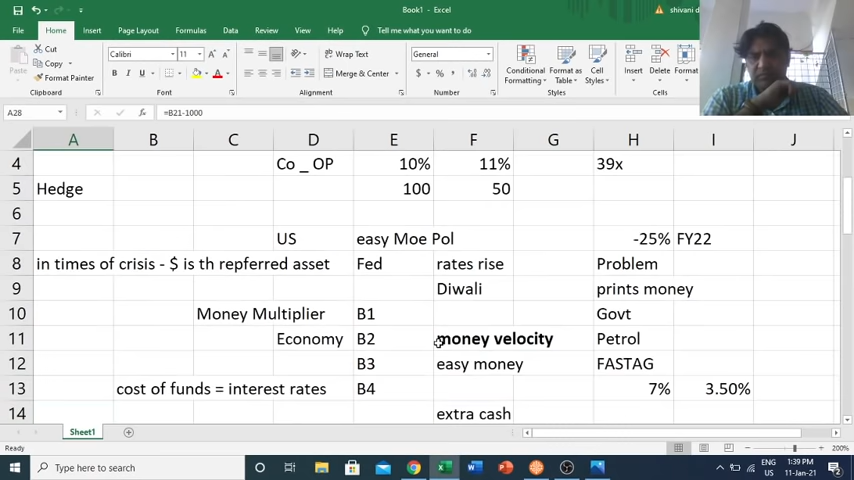 Book1 - Excel
shivani d
File Home Insert Page Layout Formulas Data Review View Help Tell me what you want to do
Cut
Copy
Format Painter
Paste
Clipboard
Calibri 11
B I U
Font
Wrap Text
Merge & Center
Alignment
General
$ % ,
Number
Conditional Formatting
Format as Table
Cell Styles
Styles
Insert Delete Format
Cells
A28 fx =B21-1000
A B C D E F G H I J
4 Co _ OP 10% 11% 39x
5 Hedge 100 50
6
7 US easy Moe Pol -25% FY22
8 in times of crisis - $ is th repferred asset Fed rates rise Problem
9 Diwali prints money
10 Money Multiplier B1 Govt
11 Economy B2 money velocity Petrol
12 B3 easy money FASTAG
13 cost of funds = interest rates B4 7% 3.50%
14 extra cash
Sheet1
Ready 200%
Type here to search
ENG 1:39 PM
US 11-Jan-21 2